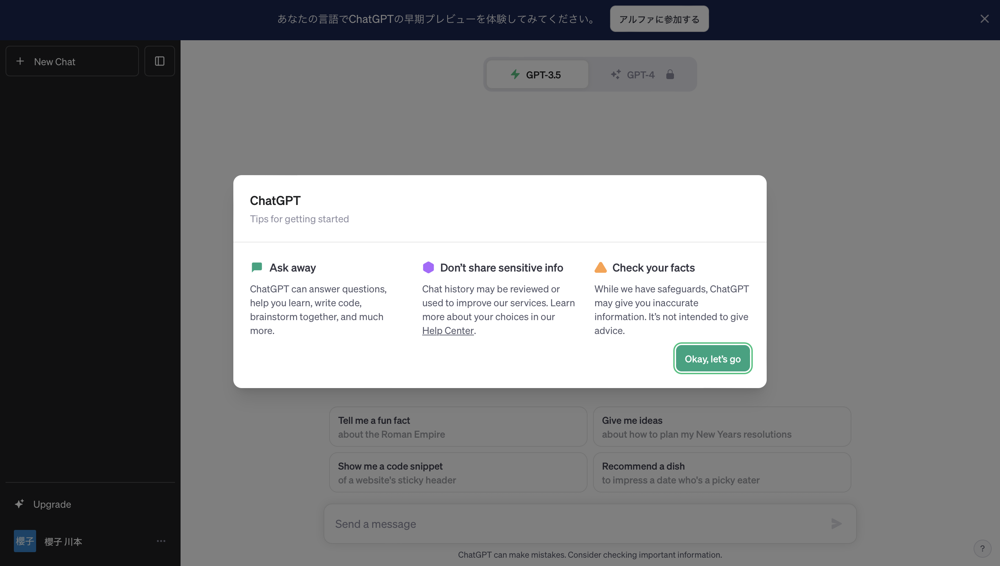 あなたの言語でChatGPTの早期プレビューを体験してみてください。
アルファに参加する
New Chat
GPT-3.5
GPT-4
ChatGPT
Tips for getting started
Ask away
ChatGPT can answer questions,
help you learn, write code,
brainstorm together, and much
more.
Don’t share sensitive info
Chat history may be reviewed or
used to improve our services. Learn
more about your choices in our
Help Center.
Check your facts
While we have safeguards, ChatGPT
may give you inaccurate
information. It’s not intended to give
advice.
Okay, let’s go
Tell me a fun fact
about the Roman Empire
Give me ideas
about how to plan my New Years resolutions
Show me a code snippet
of a website's sticky header
Recommend a dish
to impress a date who's a picky eater
Upgrade
櫻子
櫻子 川本
Send a message
ChatGPT can make mistakes. Consider checking important information.
?